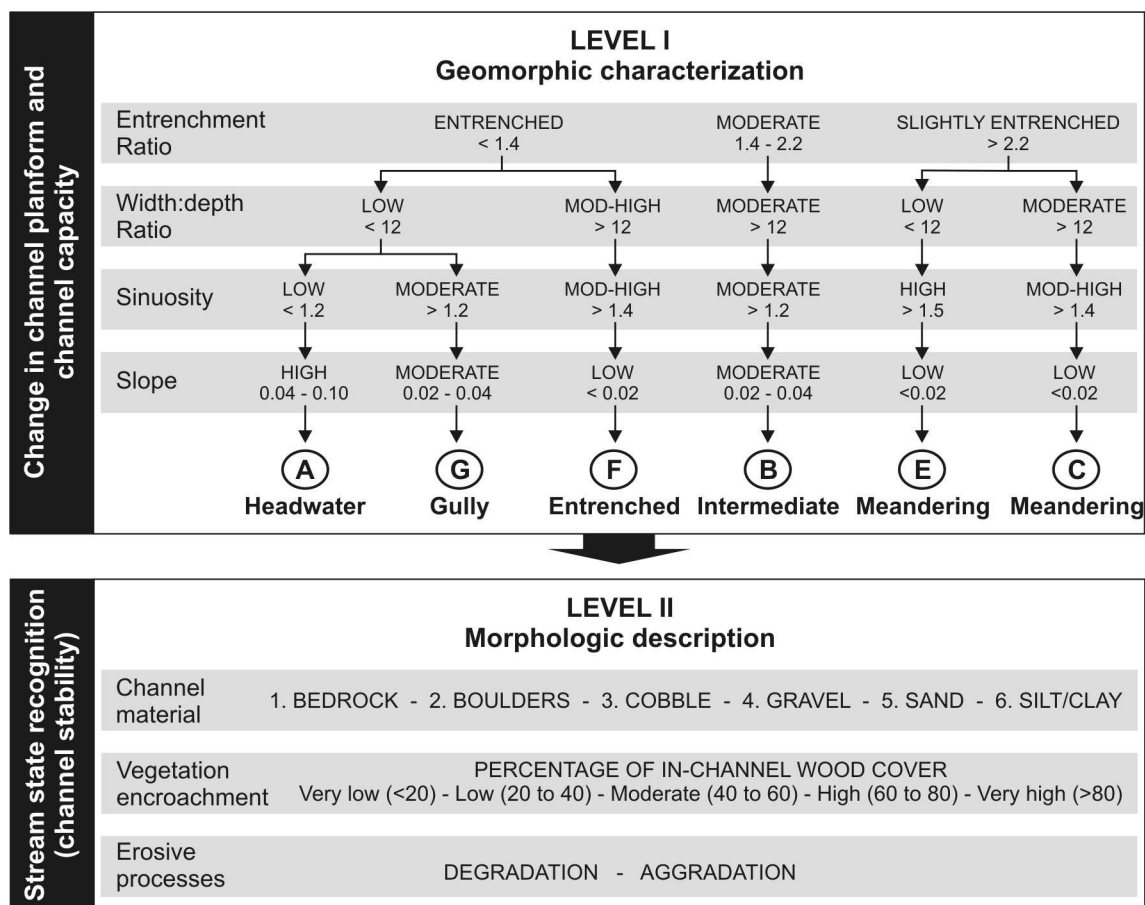 Change in channel planform and
channel capacity
LEVEL I
Geomorphic characterization
Entrenchment
Ratio
ENTRENCHED
< 1.4
MODERATE
1.4 - 2.2
SLIGHTLY ENTRENCHED
> 2.2
Width:depth
Ratio
LOW
< 12
MOD-HIGH
> 12
MODERATE
> 12
LOW
< 12
MODERATE
> 12
Sinuosity
LOW
< 1.2
MODERATE
> 1.2
MOD-HIGH
> 1.4
MODERATE
> 1.2
HIGH
> 1.5
MOD-HIGH
> 1.4
Slope
HIGH
0.04 - 0.10
MODERATE
0.02 - 0.04
LOW
< 0.02
MODERATE
0.02 - 0.04
LOW
<0.02
LOW
<0.02
A
G
F
B
E
C
Headwater
Gully
Entrenched
Intermediate
Meandering
Meandering
Stream state recognition
(channel stability)
LEVEL II
Morphologic description
Channel
material
1. BEDROCK - 2. BOULDERS - 3. COBBLE - 4. GRAVEL - 5. SAND - 6. SILT/CLAY
Vegetation
encroachment
PERCENTAGE OF IN-CHANNEL WOOD COVER
Very low (<20) - Low (20 to 40) - Moderate (40 to 60) - High (60 to 80) - Very high (>80)
Erosive
processes
DEGRADATION - AGGRADATION